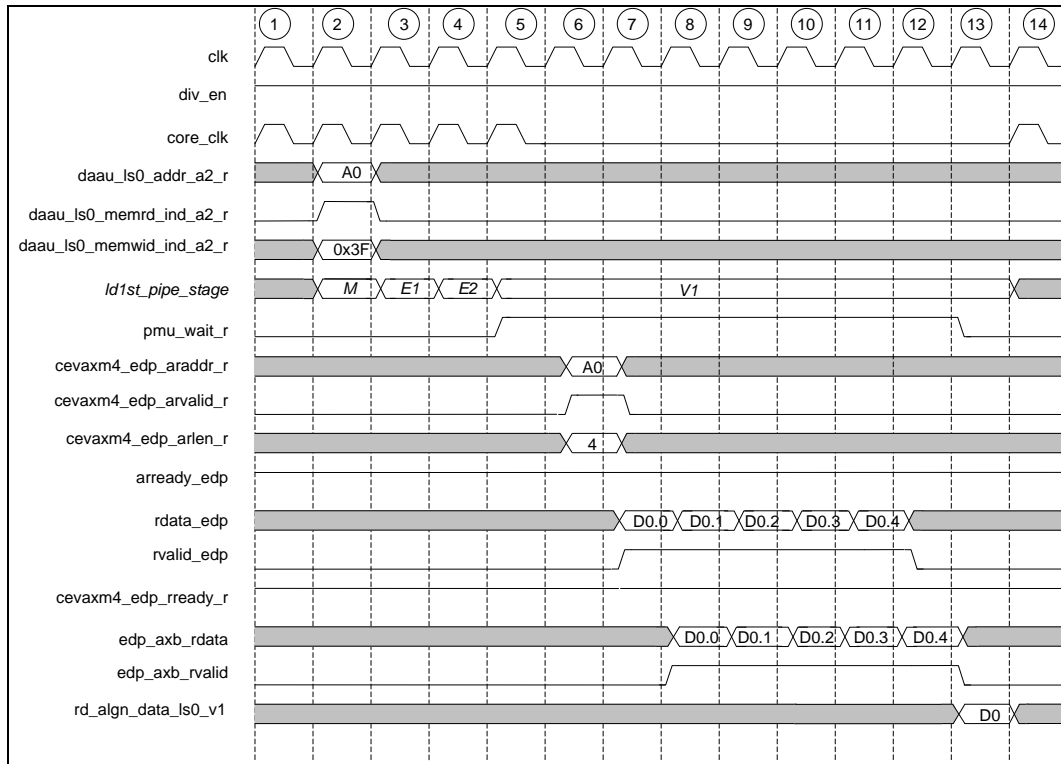 1 2 3 4 5 6 7 8 9 10 11 12 13 14
clk
div_en
core_clk
daau_ls0_addr_a2_r A0
daau_ls0_memrd_ind_a2_r
daau_ls0_memwid_ind_a2_r 0x3F
ld1st_pipe_stage M E1 E2 V1
pmu_wait_r
cevaxm4_edp_araddr_r A0
cevaxm4_edp_arvalid_r
cevaxm4_edp_arlen_r 4
arready_edp
rdata_edp D0.0 D0.1 D0.2 D0.3 D0.4
rvalid_edp
cevaxm4_edp_rready_r
edp_axb_rdata D0.0 D0.1 D0.2 D0.3 D0.4
edp_axb_rvalid
rd_algn_data_ls0_v1 D0